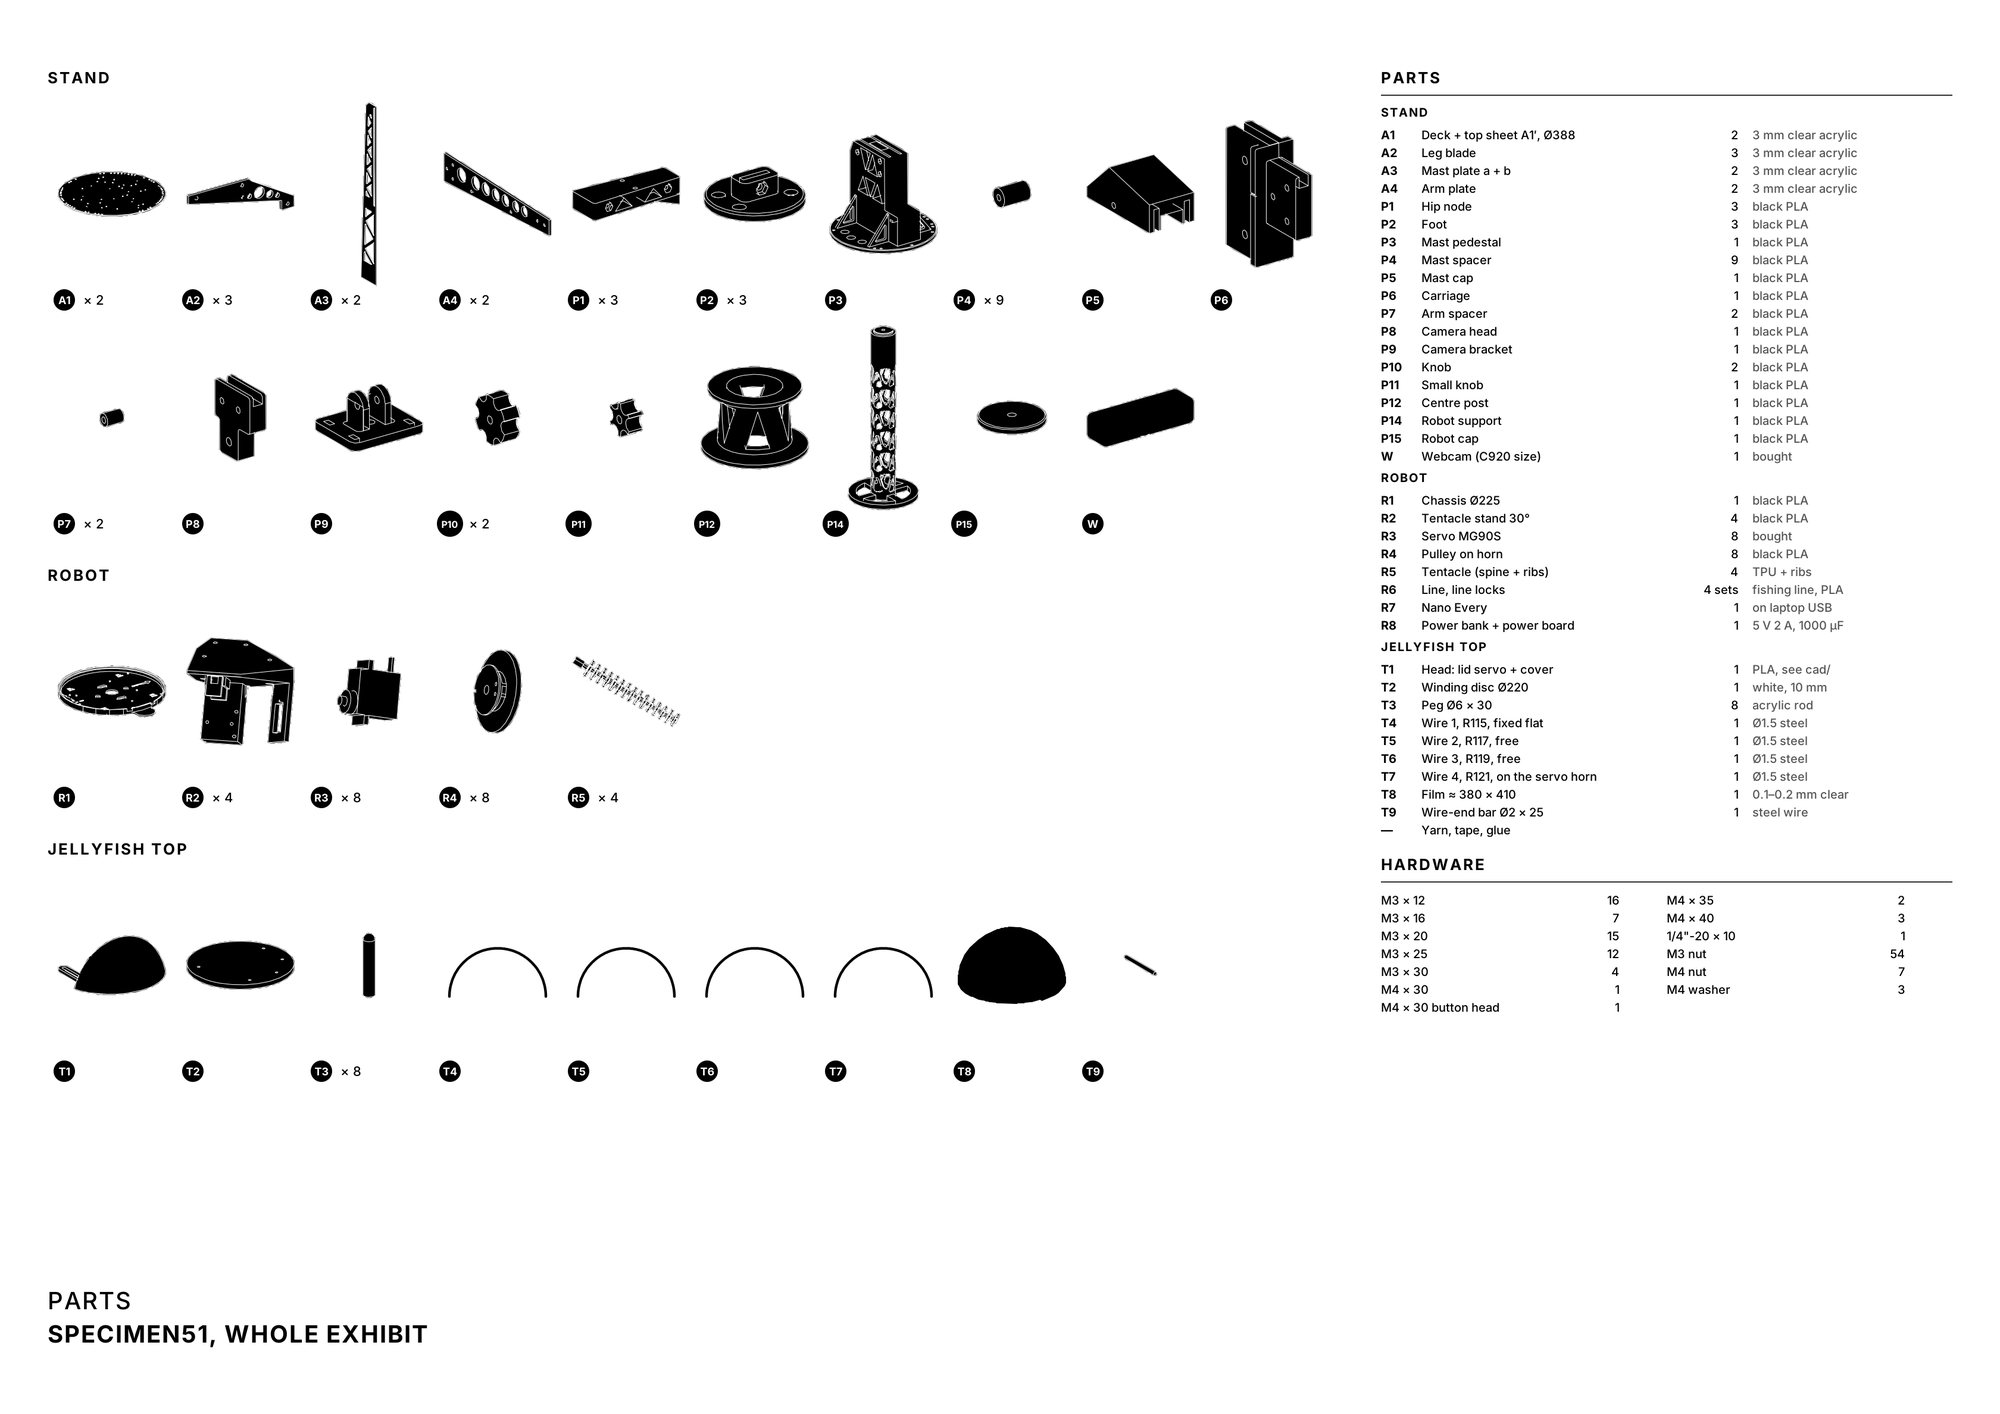 STAND
A1 × 2
A2 × 3
A3 × 2
A4 × 2
P1 × 3
P2 × 3
P3
P4 × 9
P5
P6
P7 × 2
P8
P9
P10 × 2
P11
P12
P14
P15
W
ROBOT
R1
R2 × 4
R3 × 8
R4 × 8
R5 × 4
JELLYFISH TOP
T1
T2
T3 × 8
T4
T5
T6
T7
T8
T9
PARTS
SPECIMEN51, WHOLE EXHIBIT
PARTS
STAND
A1 Deck + top sheet A1′, Ø388 2 3 mm clear acrylic
A2 Leg blade 3 3 mm clear acrylic
A3 Mast plate a + b 2 3 mm clear acrylic
A4 Arm plate 2 3 mm clear acrylic
P1 Hip node 3 black PLA
P2 Foot 3 black PLA
P3 Mast pedestal 1 black PLA
P4 Mast spacer 9 black PLA
P5 Mast cap 1 black PLA
P6 Carriage 1 black PLA
P7 Arm spacer 2 black PLA
P8 Camera head 1 black PLA
P9 Camera bracket 1 black PLA
P10 Knob 2 black PLA
P11 Small knob 1 black PLA
P12 Centre post 1 black PLA
P14 Robot support 1 black PLA
P15 Robot cap 1 black PLA
W Webcam (C920 size) 1 bought
ROBOT
R1 Chassis Ø225 1 black PLA
R2 Tentacle stand 30° 4 black PLA
R3 Servo MG90S 8 bought
R4 Pulley on horn 8 black PLA
R5 Tentacle (spine + ribs) 4 TPU + ribs
R6 Line, line locks 4 sets fishing line, PLA
R7 Nano Every 1 on laptop USB
R8 Power bank + power board 1 5 V 2 A, 1000 µF
JELLYFISH TOP
T1 Head: lid servo + cover 1 PLA, see cad/
T2 Winding disc Ø220 1 white, 10 mm
T3 Peg Ø6 × 30 8 acrylic rod
T4 Wire 1, R115, fixed flat 1 Ø1.5 steel
T5 Wire 2, R117, free 1 Ø1.5 steel
T6 Wire 3, R119, free 1 Ø1.5 steel
T7 Wire 4, R121, on the servo horn 1 Ø1.5 steel
T8 Film ≈ 380 × 410 1 0.1–0.2 mm clear
T9 Wire-end bar Ø2 × 25 1 steel wire
— Yarn, tape, glue
HARDWARE
M3 × 12 16 M4 × 35 2
M3 × 16 7 M4 × 40 3
M3 × 20 15 1/4"-20 × 10 1
M3 × 25 12 M3 nut 54
M3 × 30 4 M4 nut 7
M4 × 30 1 M4 washer 3
M4 × 30 button head 1